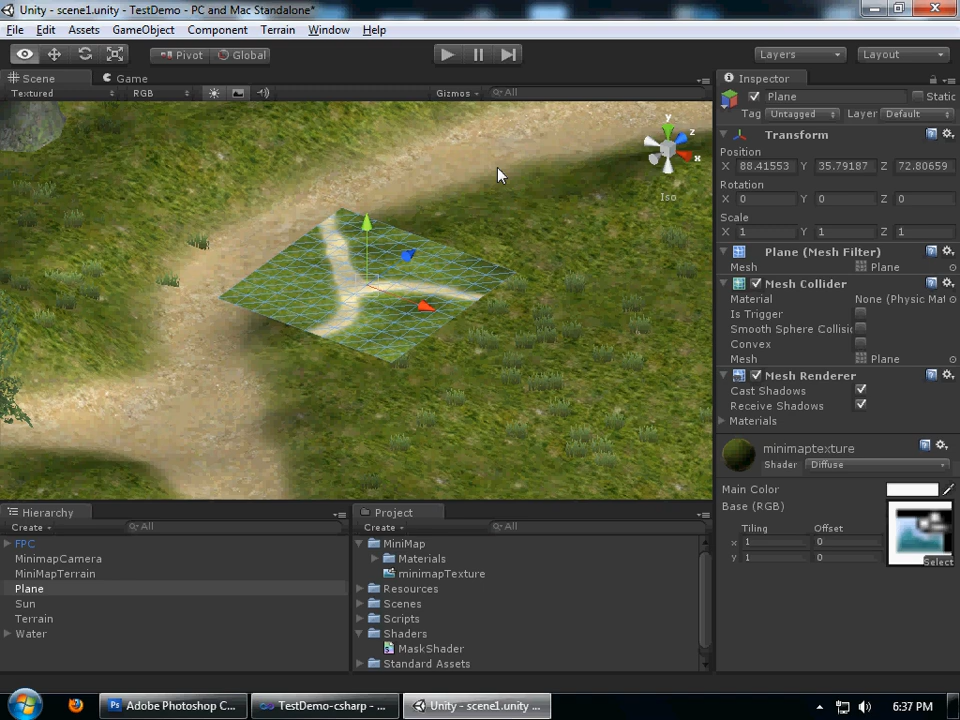 Unity - scene1.unity - TestDemo - PC and Mac Standalone*
File Edit Assets GameObject Component Terrain Window Help
Pivot Global Layers Layout
Scene Game
Textured RGB Gizmos All
y
z
x
Iso
Inspector
Plane Static
Tag Untagged Layer Default
Transform
Position
X 88.41553 Y 35.79187 Z 72.80659
Rotation
X 0 Y 0 Z 0
Scale
X 1 Y 1 Z 1
Plane (Mesh Filter)
Mesh Plane
Mesh Collider
Material None (Physic Mat
Is Trigger
Smooth Sphere Collisio
Convex
Mesh Plane
Mesh Renderer
Cast Shadows
Receive Shadows
Materials
minimaptexture
Shader Diffuse
Main Color
Base (RGB)
Tiling Offset
x 1 0
y 1 0
Select
Hierarchy
Create All
FPC
MinimapCamera
MiniMapTerrain
Plane
Sun
Terrain
Water
Project
Create All
MiniMap
Materials
minimapTexture
Resources
Scenes
Scripts
Shaders
MaskShader
Standard Assets
Adobe Photoshop C... TestDemo-csharp - ... Unity - scene1.unity ... 6:37 PM